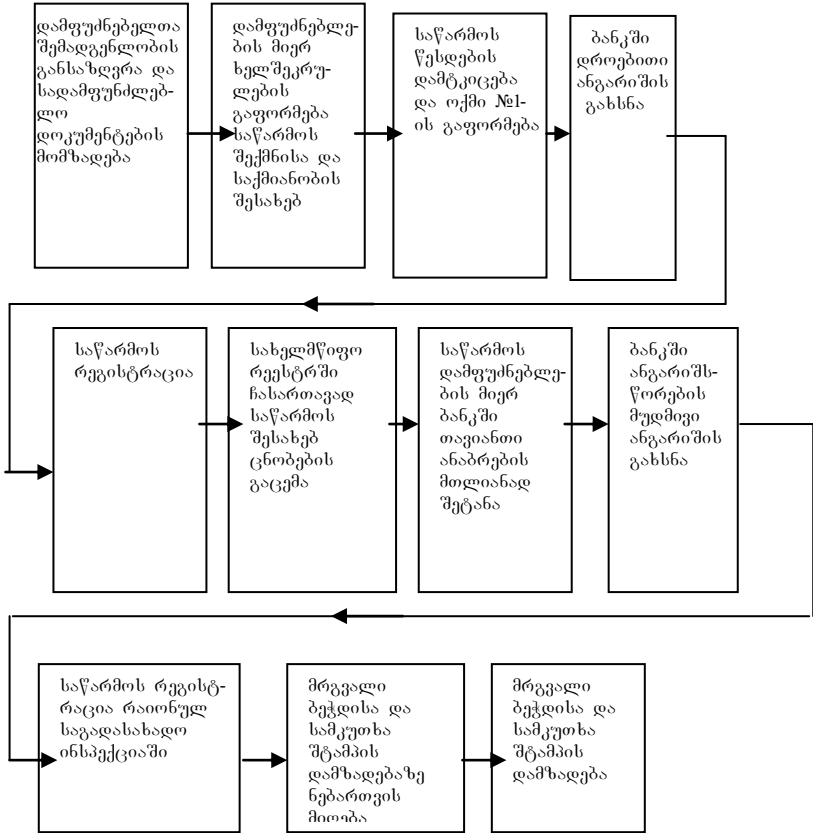 დამფუძნებელთა
შემადგენლობის
განსაზღვრა და
სადამფუნძლებ-
ლო
დოკუმენტების
მომზადება
დამფუძნებლე-
ბის მიერ
ხელშეკრუ-
ლების
გაფორმება
საწარმოს
შექმნისა და
საქმიანობის
შესახებ
საწარმოს
წესდების
დამტკიცება
და ოქმი №1-
ის გაფორმება
ბანკში
დროებითი
ანგარიშის
გახსნა
საწარმოს
რეგისტრაცია
სახელმწიფო
რეესტრში
ჩასართავად
საწარმოს
შესახებ
ცნობების
გაცემა
საწარმოს
დამფუძნებლე-
ბის მიერ
ბანკში
თავიანთი
ანაბრების
მთლიანად
შეტანა
ბანკში
ანგარიშს-
წორების
მუდმივი
ანგარიშის
გახსნა
საწარმოს რეგისტ-
რაცია რაიონულ
საგადასახადო
ინსპექციაში
მრგვალი
ბეჭდისა და
სამკუთხა
შტამპის
დამზადებაზე
ნებართვის
მიღება
მრგვალი
ბეჭდისა და
სამკუთხა
შტამპის
დამზადება